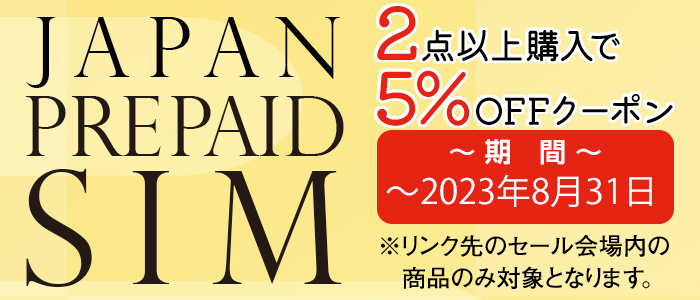 JAPAN
PREPAID
SIM
2点以上購入で
5%OFFクーポン
～期 間～
～2023年8月31日
※リンク先のセール会場内の
商品のみ対象となります。